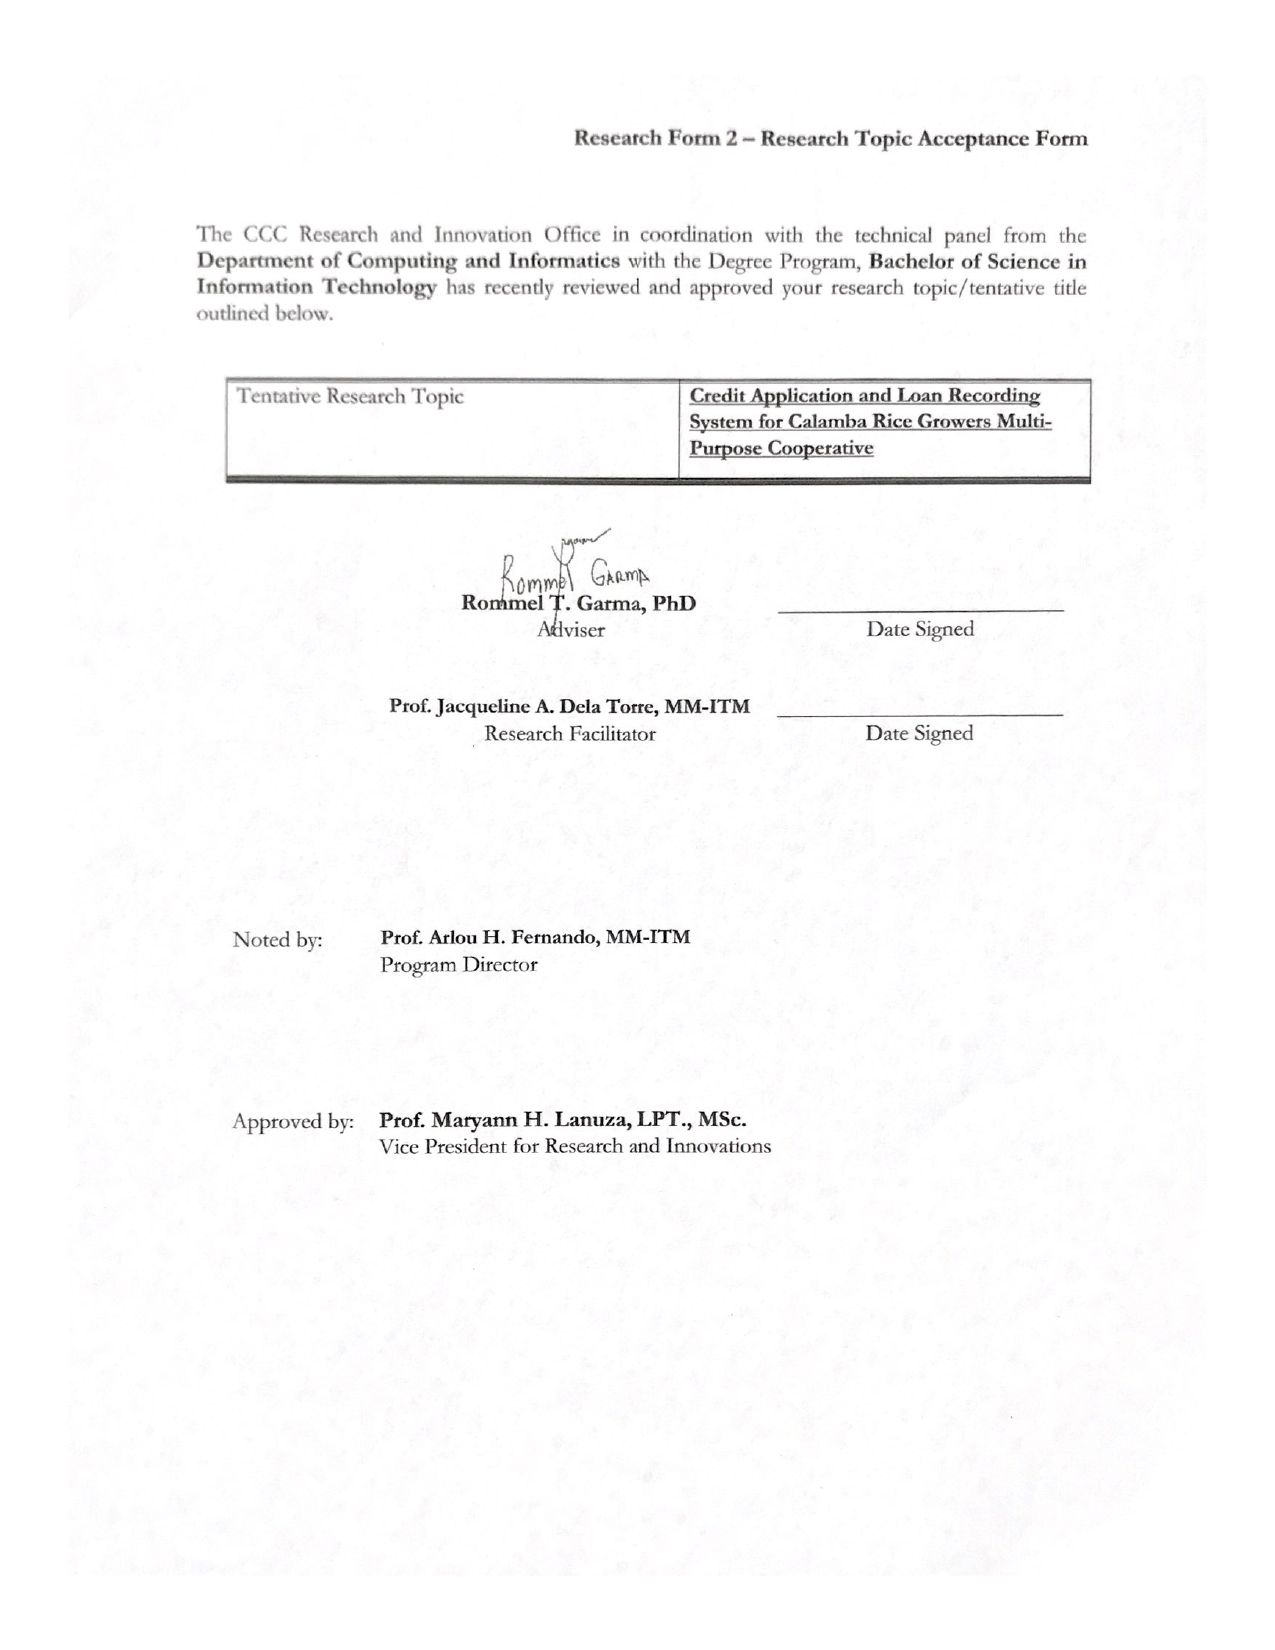 Research Form 2 – Research Topic Acceptance Form
The CCC Research and Innovation Office in coordination with the technical panel from the
Department of Computing and Informatics with the Degree Program, Bachelor of Science in
Information Technology has recently reviewed and approved your research topic/tentative title
outlined below.
Tentative Research Topic
Credit Application and Loan Recording
System for Calamba Rice Growers Multi-
Purpose Cooperative
Rommel Garma
Rommel T. Garma, PhD
Adviser
Date Signed
Prof. Jacqueline A. Dela Torre, MM-ITM
Research Facilitator
Date Signed
Noted by:
Prof. Arlou H. Fernando, MM-ITM
Program Director
Approved by:
Prof. Maryann H. Lanuza, LPT., MSc.
Vice President for Research and Innovations